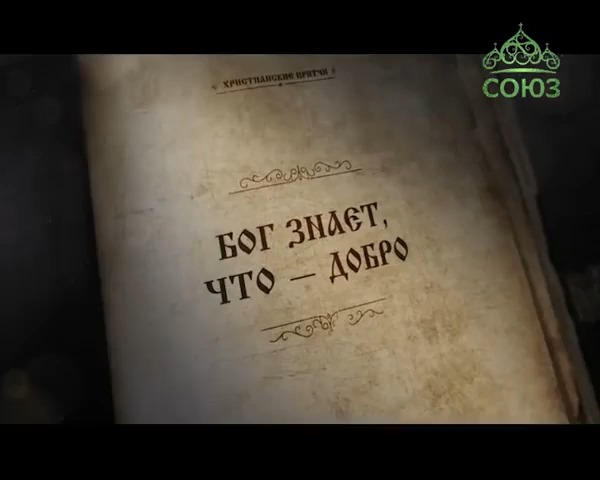 СОЮЗ
ХРИСТИАНСКИЕ ПРИТЧИ
БОГ ЗНАЕТ,
ЧТО — ДОБРО